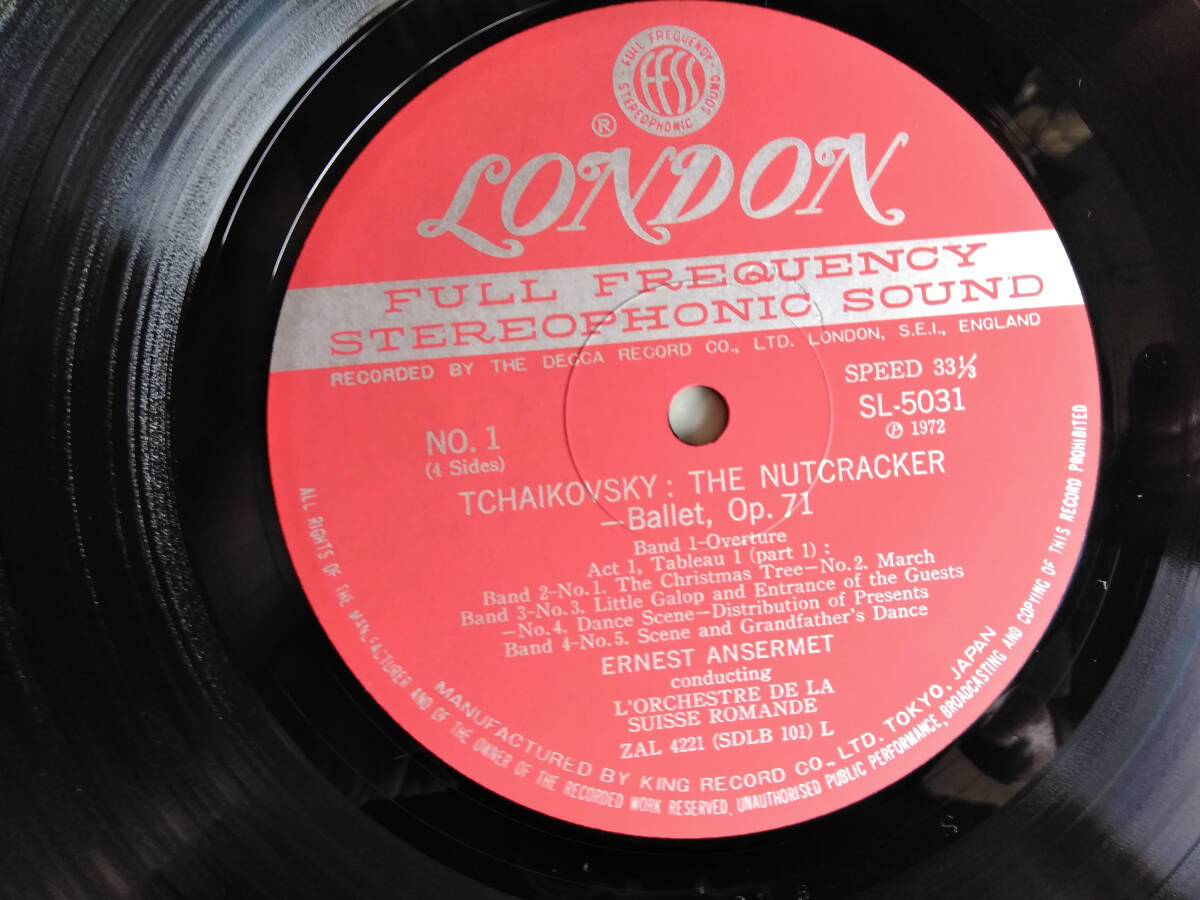 FULL FREQUENCY
STEREOPHONIC SOUND
FFSS
®
LONDON
FULL FREQUENCY
STEREOPHONIC SOUND
RECORDED BY THE DECCA RECORD CO., LTD. LONDON, S.E.I., ENGLAND
SPEED 33⅓
SL-5031
℗ 1972
NO. 1
(4 Sides)
TCHAIKOVSKY: THE NUTCRACKER
—Ballet, Op. 71
Band 1-Overture
Act 1, Tableau 1 (part 1) :
Band 2-No. 1. The Christmas Tree—No. 2. March
Band 3-No. 3. Little Galop and Entrance of the Guests
-No. 4. Dance Scene—Distribution of Presents
Band 4-No. 5. Scene and Grandfather's Dance
ERNEST ANSERMET
conducting
L'ORCHESTRE DE LA
SUISSE ROMANDE
ZAL 4221 (SDLB 101) L
MANUFACTURED BY KING RECORD CO., LTD. TOKYO, JAPAN
ALL RIGHTS OF THE MANUFACTURER AND OF THE OWNER OF THE RECORDED WORK RESERVED. UNAUTHORISED PUBLIC PERFORMANCE, BROADCASTING AND COPYING OF THIS RECORD PROHIBITED